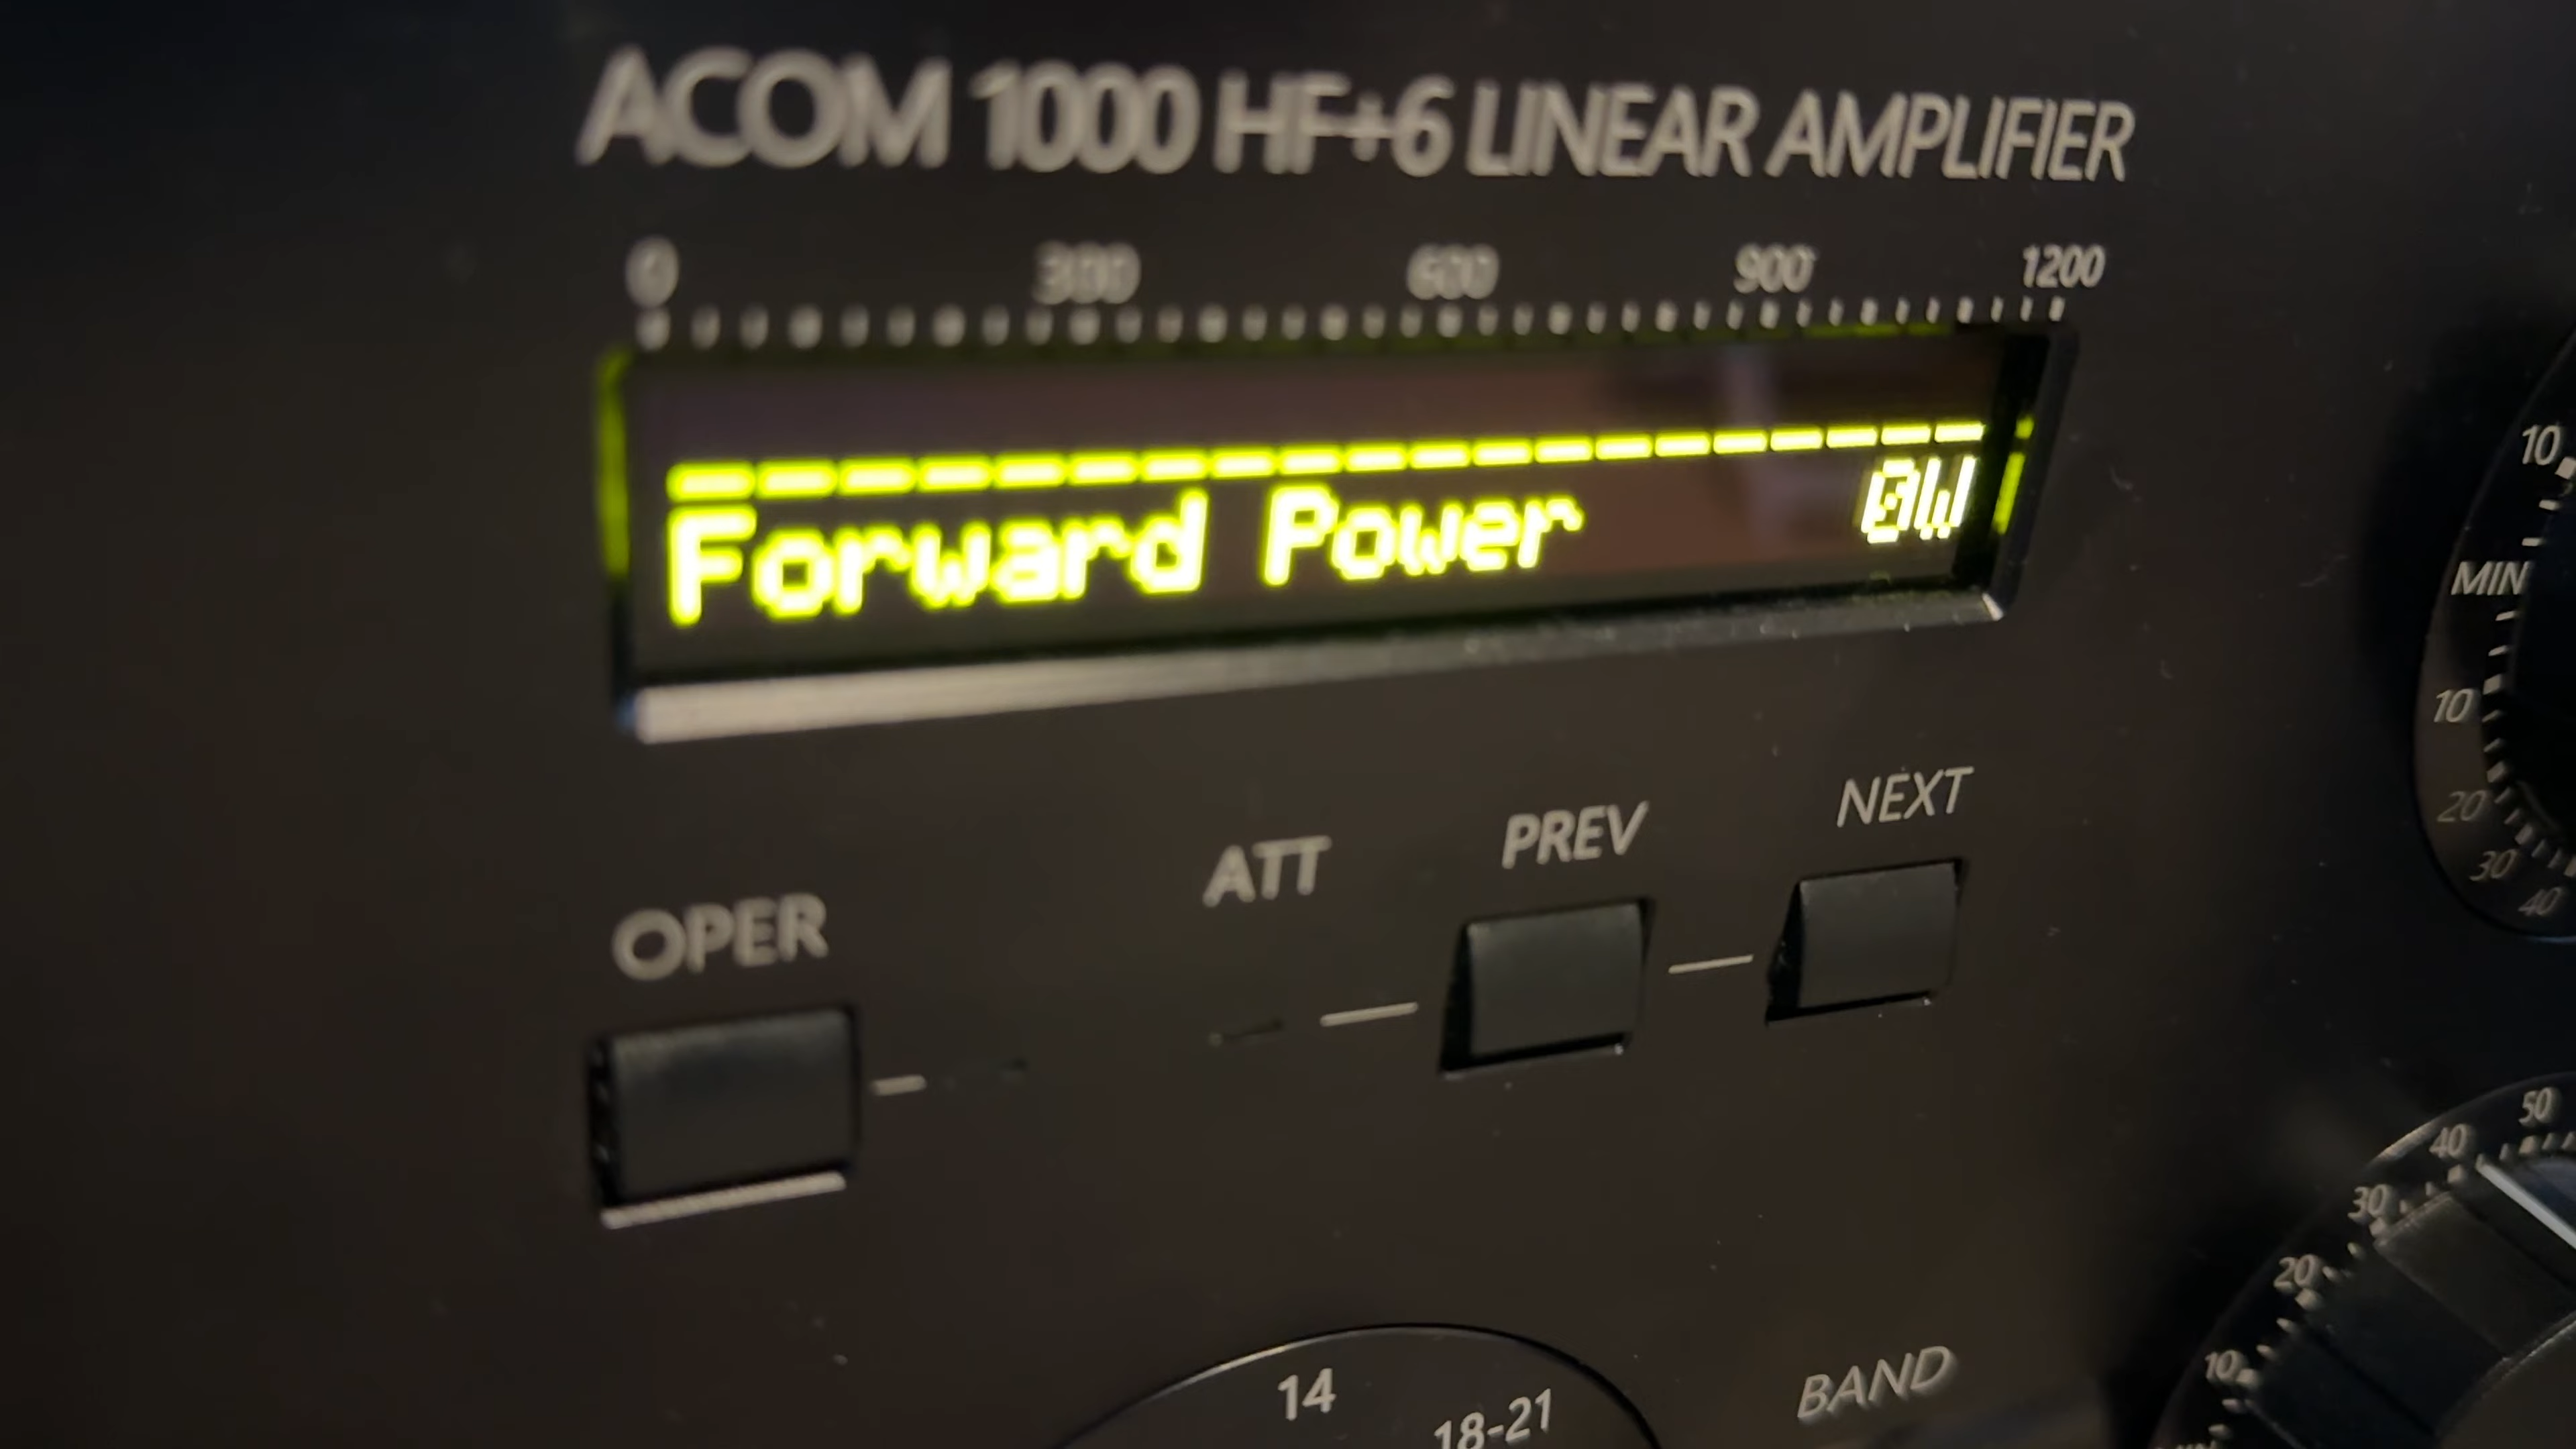 ACOM 1000 HF+6 LINEAR AMPLIFIER
0 300 600 900 1200
Forward Power 0W
OPER ATT PREV NEXT
10
MIN
10
20
30
40
50
40
30
20
10
BAND
14
18-21